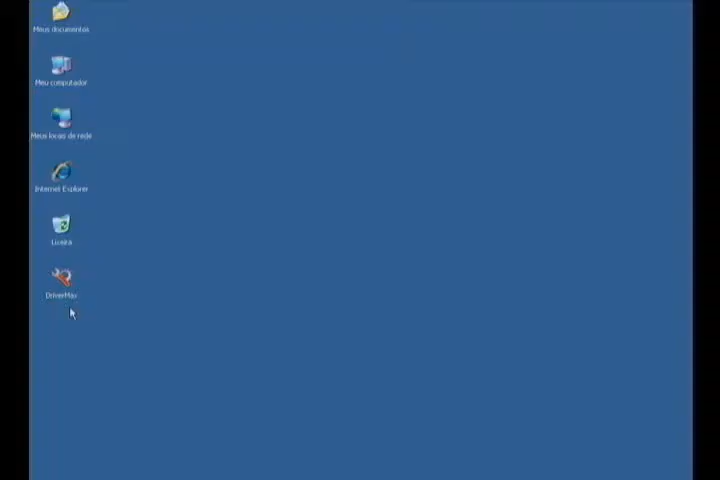 Meus documentos
Meu computador
Meus locais de rede
Internet Explorer
Lixeira
DriverMax